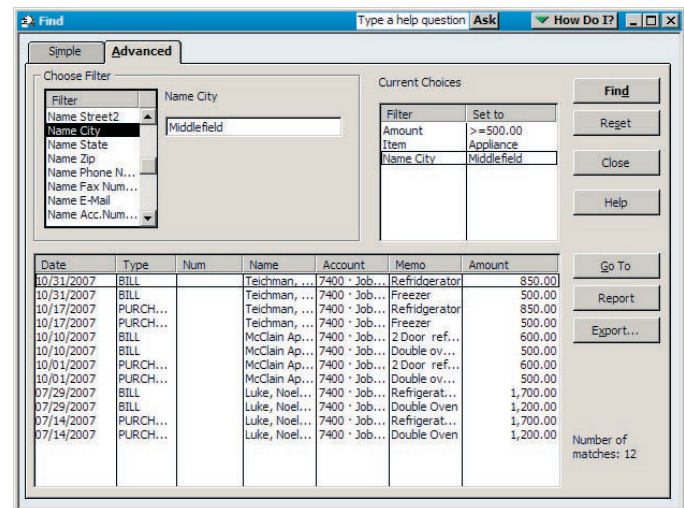 Find Type a help question Ask How Do I?
Simple Advanced
Choose Filter
Filter
Name Street2
Name City
Name State
Name Zip
Name Phone N...
Name Fax Num...
Name E-Mail
Name Acc.Num...
Name City
Middlefield
Current Choices
Filter Set to
Amount >=500.00
Item Appliance
Name City Middlefield
Find
Reset
Close
Help
Date Type Num Name Account Memo Amount
10/31/2007 BILL Teichman, ... 7400 · Job... Refridgerator 850.00
10/31/2007 BILL Teichman, ... 7400 · Job... Freezer 500.00
10/17/2007 PURCH... Teichman, ... 7400 · Job... Refridgerator 850.00
10/17/2007 PURCH... Teichman, ... 7400 · Job... Freezer 500.00
10/10/2007 BILL McClain Ap... 7400 · Job... 2 Door ref... 600.00
10/10/2007 BILL McClain Ap... 7400 · Job... Double ov... 500.00
10/01/2007 PURCH... McClain Ap... 7400 · Job... 2 Door ref... 600.00
10/01/2007 PURCH... McClain Ap... 7400 · Job... Double ov... 500.00
07/29/2007 BILL Luke, Noel... 7400 · Job... Refrigerat... 1,700.00
07/29/2007 BILL Luke, Noel... 7400 · Job... Double Oven 1,200.00
07/14/2007 PURCH... Luke, Noel... 7400 · Job... Refrigerat... 1,700.00
07/14/2007 PURCH... Luke, Noel... 7400 · Job... Double Oven 1,200.00
Go To
Report
Export...
Number of
matches: 12